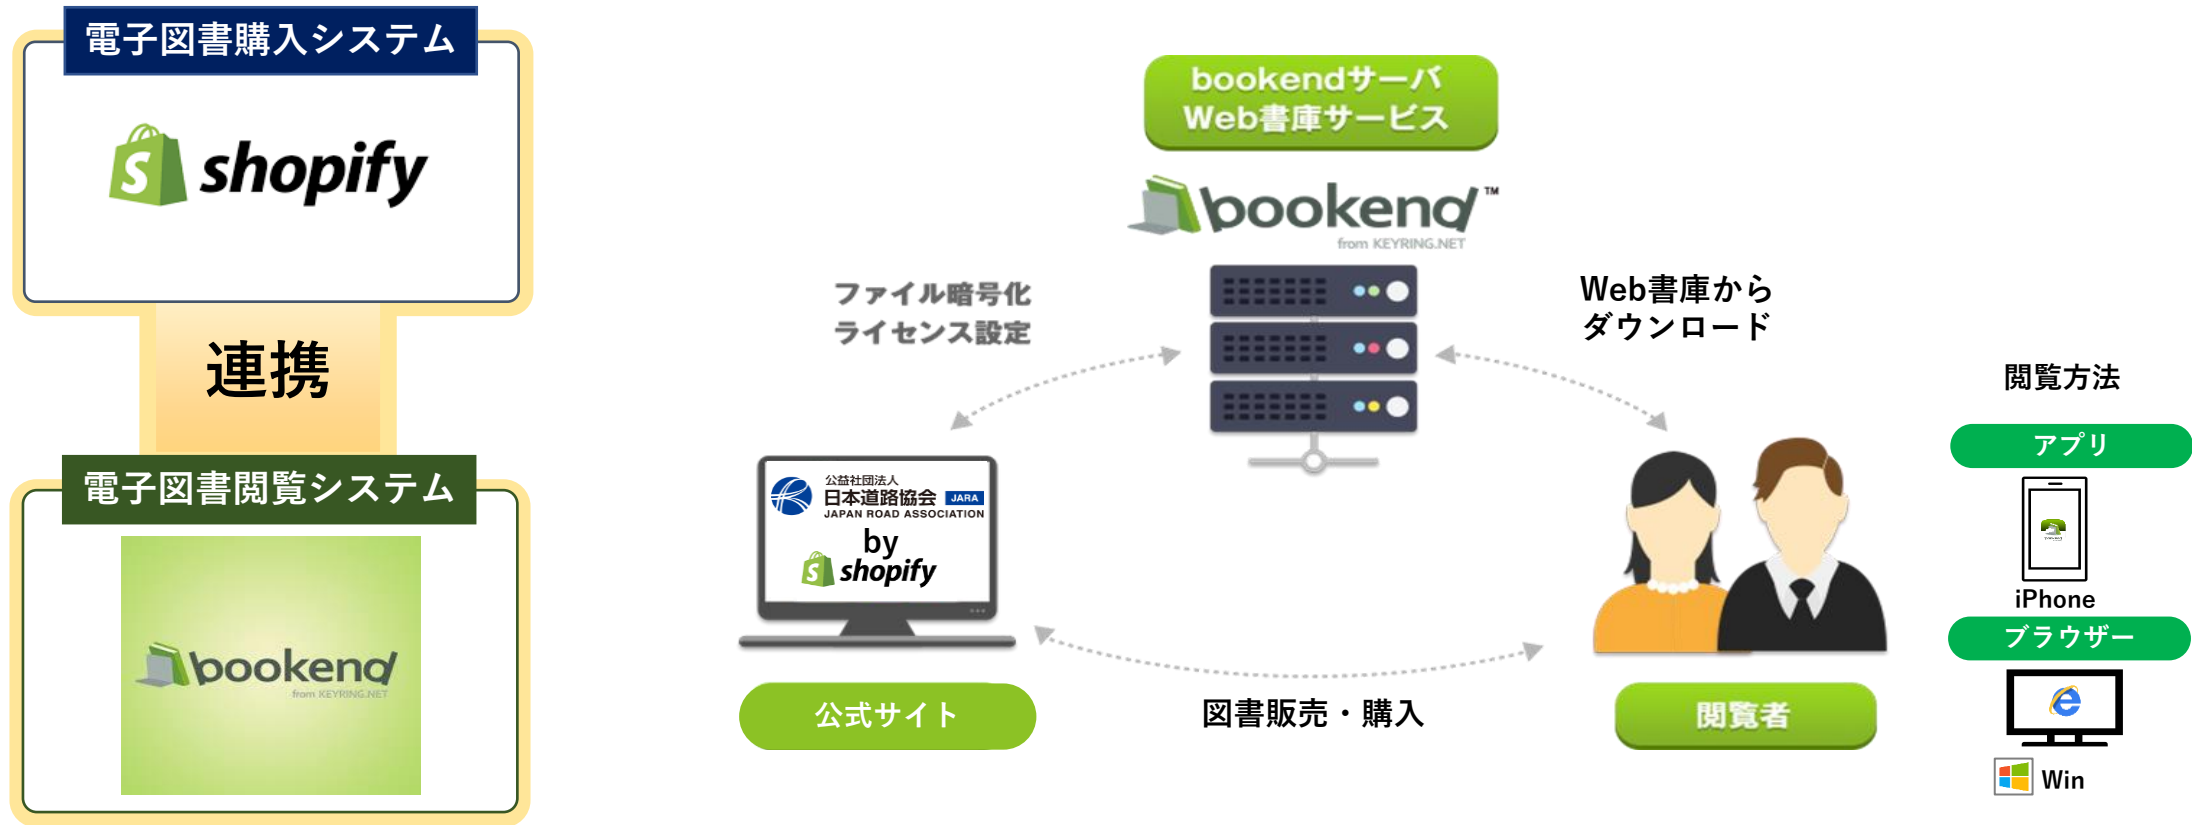 電子図書購入システム
shopify
連携
電子図書閲覧システム
bookend
from KEYRING.NET
bookendサーバ
Web書庫サービス
bookend™
from KEYRING.NET
ファイル暗号化
ライセンス設定
Web書庫から
ダウンロード
公益社団法人
日本道路協会 JARA
JAPAN ROAD ASSOCIATION
by
shopify
公式サイト
図書販売・購入
閲覧者
閲覧方法
アプリ
iPhone
ブラウザー
Win